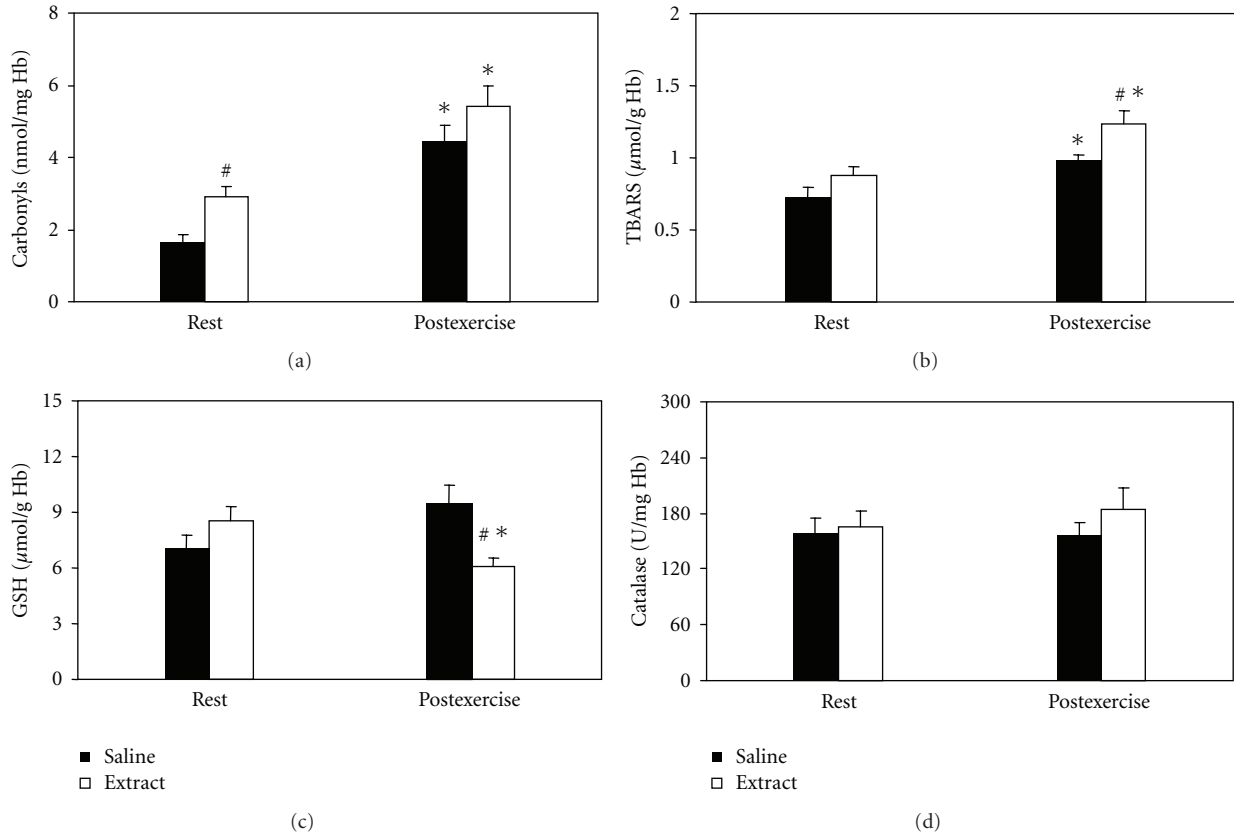 8
6
4
2
0
Carbonyls (nmol/mg Hb)
#
*
*
Rest
Postexercise
(a)
2
1.5
1
0.5
0
TBARS (µmol/g Hb)
*
# *
Rest
Postexercise
(b)
15
12
9
6
3
0
GSH (µmol/g Hb)
# *
Rest
Postexercise
Saline
Extract
(c)
300
240
180
120
60
0
Catalase (U/mg Hb)
Rest
Postexercise
Saline
Extract
(d)